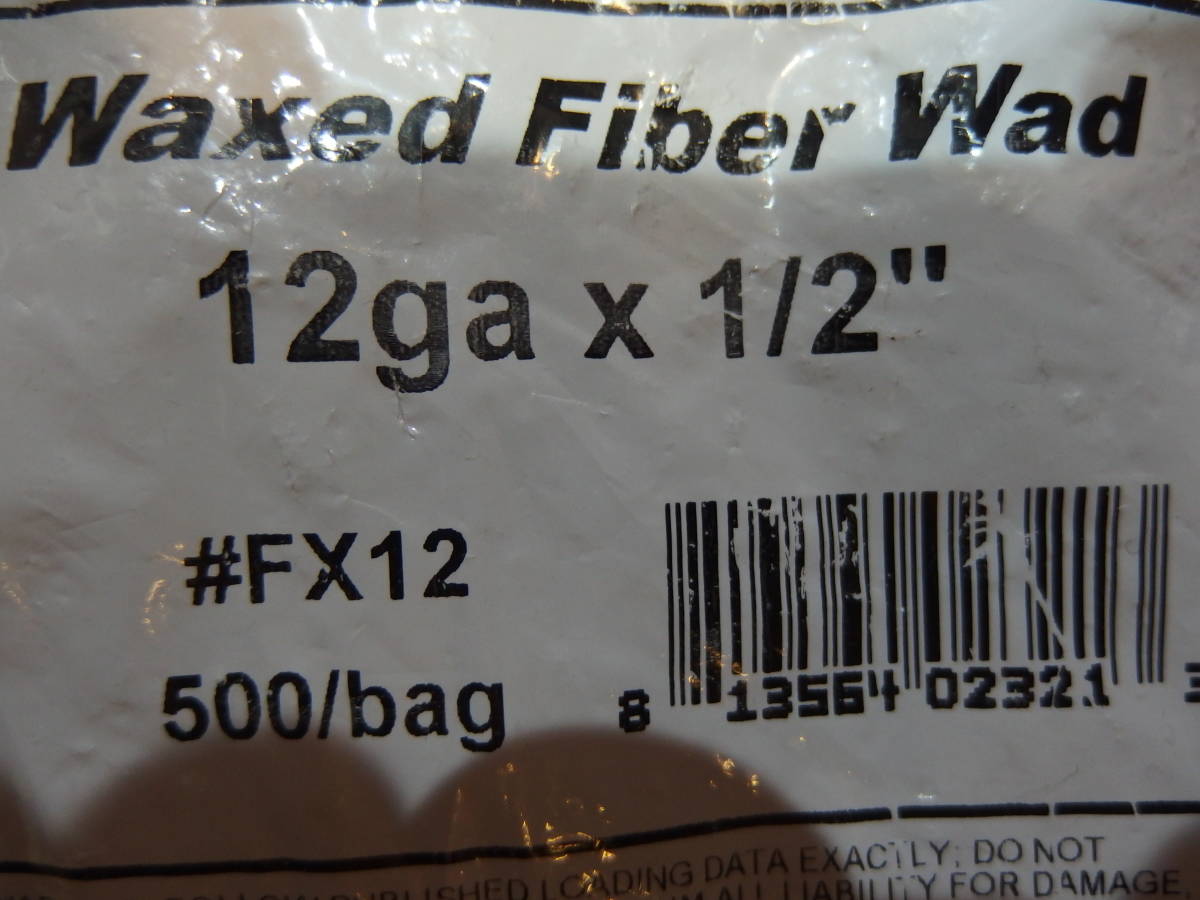 Waxed Fiber Wad
12ga x 1/2"
#FX12
500/bag
8 13564 02321 3
PUBLISHED LOADING DATA EXACTLY; DO NOT
ALL LIABILITY FOR DAMAGE,